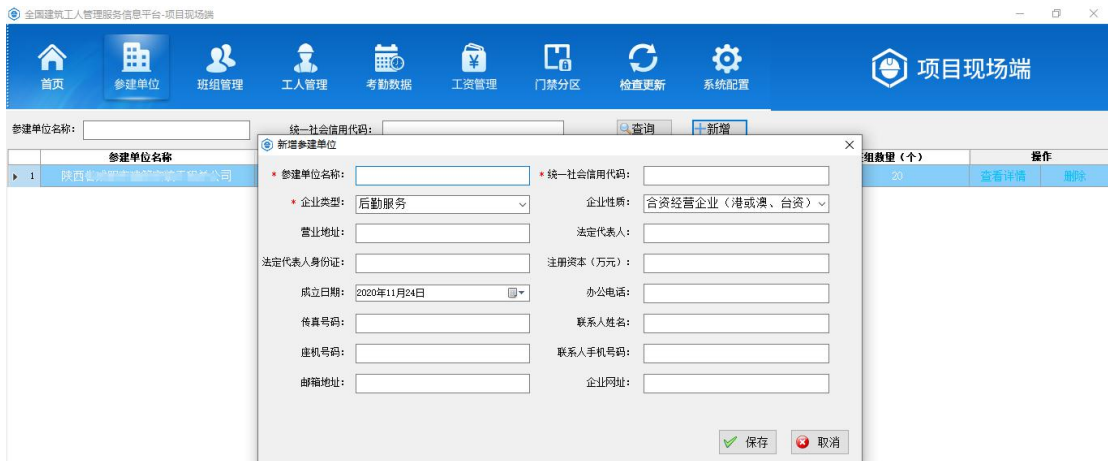 全国建筑工人管理服务信息平台-项目现场端
首页 参建单位 班组管理 工人管理 考勤数据 工资管理 门禁分区 检查更新 系统配置 项目现场端
参建单位名称: 统一社会信用代码: 查询 新增
参建单位名称 组数里(个) 操作
1 陕西 公司 20 查看详情 删除
新增参建单位
* 参建单位名称: * 统一社会信用代码:
* 企业类型: 后勤服务 企业性质: 合资经营企业(港或澳、台资)
营业地址: 法定代表人:
法定代表人身份证: 注册资本(万元):
成立日期: 2020年11月24日 办公电话:
传真号码: 联系人姓名:
座机号码: 联系人手机号码:
邮箱地址: 企业网址:
保存 取消